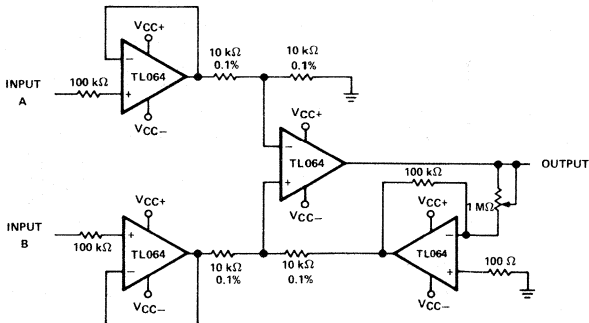 VCC+
10 kΩ
0.1%
10 kΩ
0.1%
INPUT
A
100 kΩ
−
TL064
+
VCC−
VCC+
−
TL064
+
VCC−
OUTPUT
100 kΩ
1 MΩ
VCC+
INPUT
B
100 kΩ
+
TL064
−
VCC−
10 kΩ
0.1%
10 kΩ
0.1%
VCC+
−
TL064
+
VCC−
100 Ω